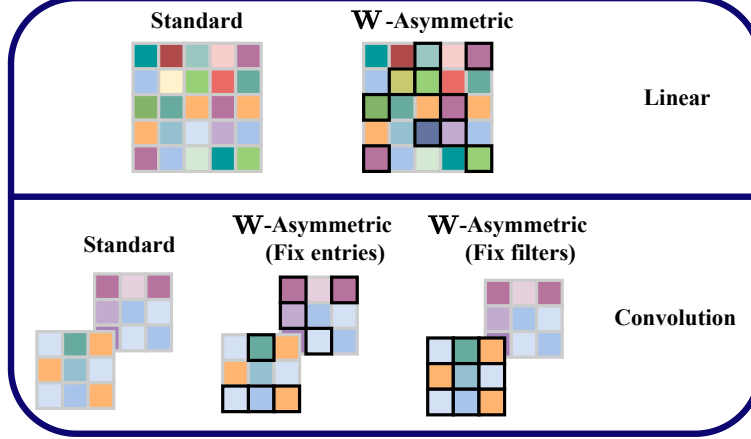 Standard
W-Asymmetric
Linear
Standard
W-Asymmetric
(Fix entries)
W-Asymmetric
(Fix filters)
Convolution